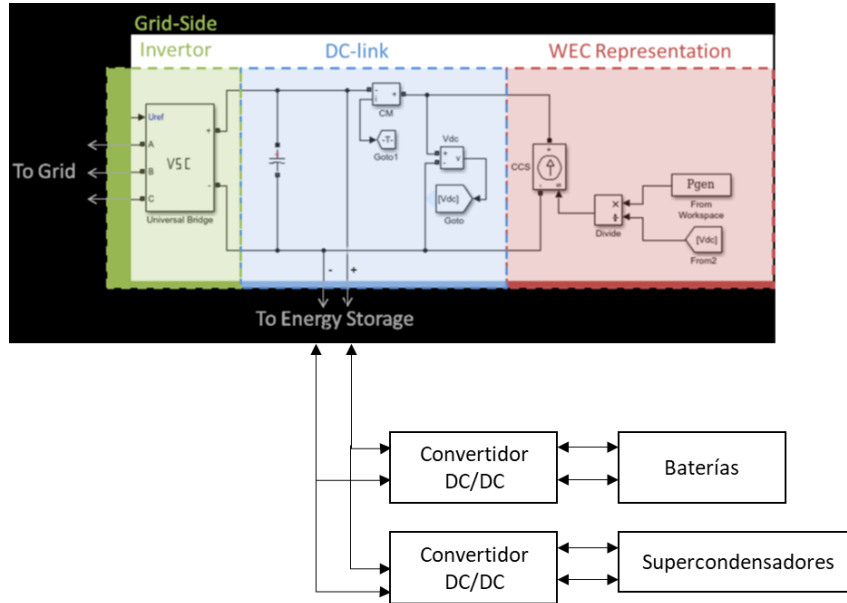 Grid-Side
Invertor
DC-link
WEC Representation
Uref
A
B
C
+
-
VSC
Universal Bridge
To Grid
-
i
+
CM
-T-
Goto1
Vdc
+
-
v
[Vdc]
Goto
CCS
+
-
s
×
÷
Divide
Pgen
From
Workspace
[Vdc]
From2
-
+
To Energy Storage
Convertidor
DC/DC
Baterías
Convertidor
DC/DC
Supercondensadores